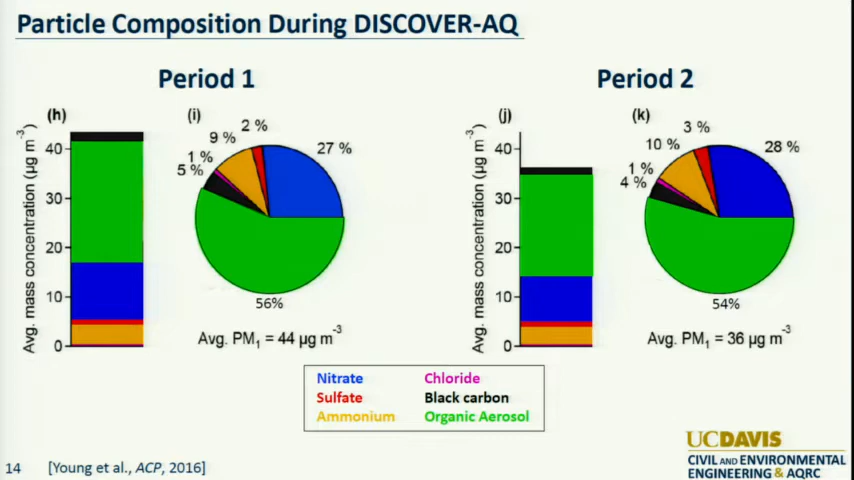 Particle Composition During DISCOVER-AQ
Period 1
Period 2
(h)
(i)
Avg. mass concentration (µg m⁻³)
40
30
20
10
0
2 %
9 %
1 %
5 %
27 %
56%
Avg. PM₁ = 44 µg m⁻³
(j)
(k)
Avg. mass concentration (µg m⁻³)
40
30
20
10
0
3 %
10 %
1 %
4 %
28 %
54%
Avg. PM₁ = 36 µg m⁻³
Nitrate
Chloride
Sulfate
Black carbon
Ammonium
Organic Aerosol
14 [Young et al., ACP, 2016]
UCDAVIS
CIVIL AND ENVIRONMENTAL
ENGINEERING & AQRC